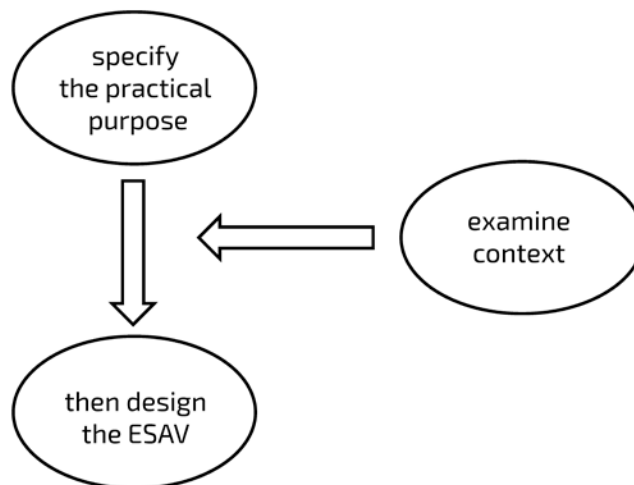 specify
the practical
purpose
examine
context
then design
the ESAV